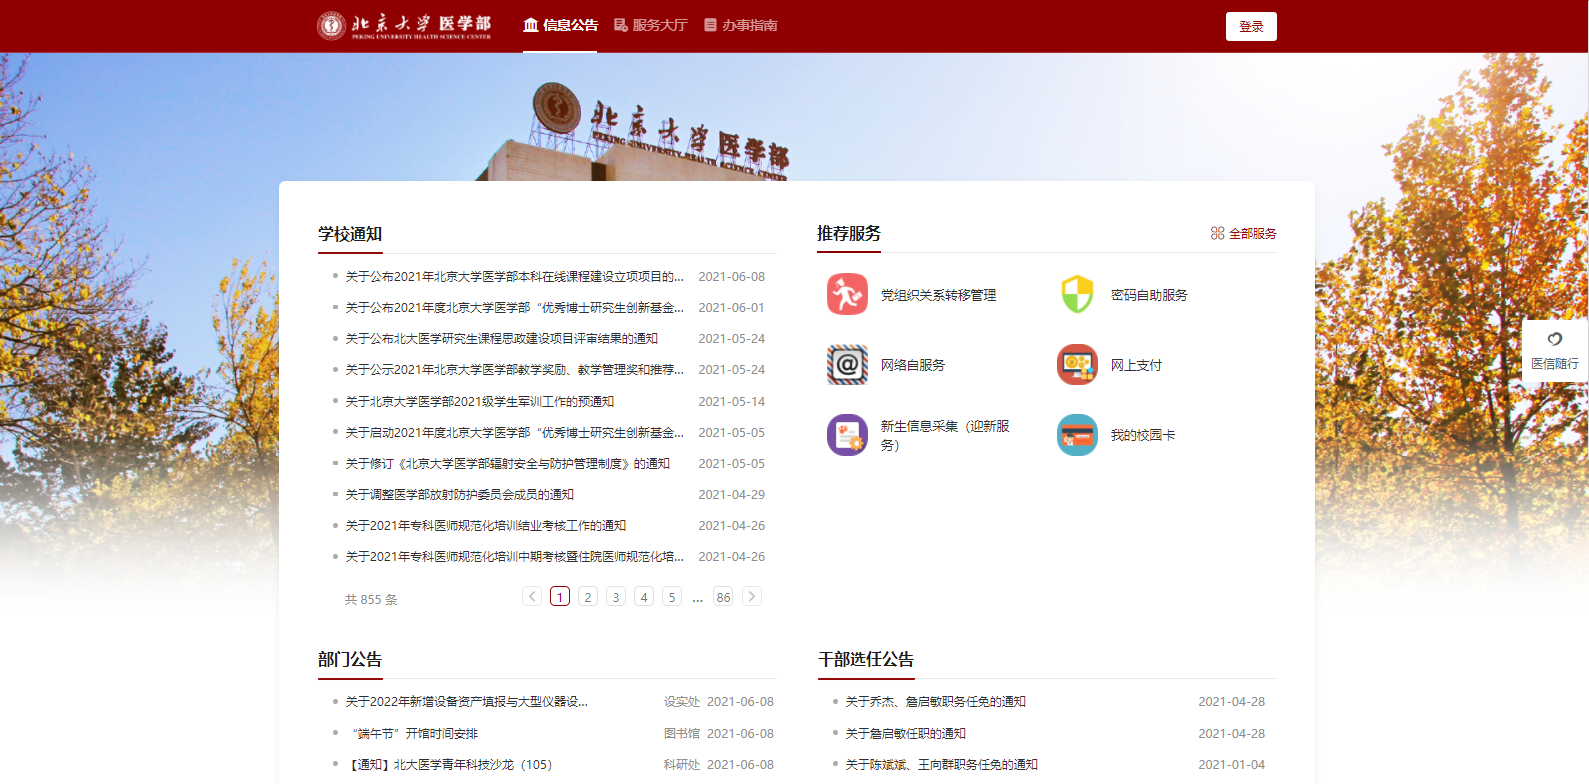 北京大学医学部
PEKING UNIVERSITY HEALTH SCIENCE CENTER
信息公告
服务大厅
办事指南
登录
北京大学医学部
PEKING UNIVERSITY HEALTH SCIENCE CENTER
学校通知
关于公布2021年北京大学医学部本科在线课程建设立项项目的... 2021-06-08
关于公布2021年度北京大学医学部“优秀博士研究生创新基金... 2021-06-01
关于公布北大医学研究生课程思政建设项目评审结果的通知 2021-05-24
关于公示2021年北京大学医学部教学奖励、教学管理奖和推荐... 2021-05-24
关于北京大学医学部2021级学生军训工作的预通知 2021-05-14
关于启动2021年度北京大学医学部“优秀博士研究生创新基金... 2021-05-05
关于修订《北京大学医学部辐射安全与防护管理制度》的通知 2021-05-05
关于调整医学部放射防护委员会成员的通知 2021-04-29
关于2021年专科医师规范化培训结业考核工作的通知 2021-04-26
关于2021年专科医师规范化培训中期考核暨住院医师规范化培... 2021-04-26
共 855 条
1 2 3 4 5 ... 86
推荐服务
全部服务
党组织关系转移管理
密码自助服务
@
网络自服务
网上支付
新生信息采集（迎新服
务）
我的校园卡
医信随行
部门公告
关于2022年新增设备资产填报与大型仪器设... 设实处 2021-06-08
“端午节”开馆时间安排 图书馆 2021-06-08
【通知】北大医学青年科技沙龙（105） 科研处 2021-06-08
干部选任公告
关于乔杰、詹启敏职务任免的通知 2021-04-28
关于詹启敏任职的通知 2021-04-28
关于陈斌斌、王向群职务任免的通知 2021-01-04